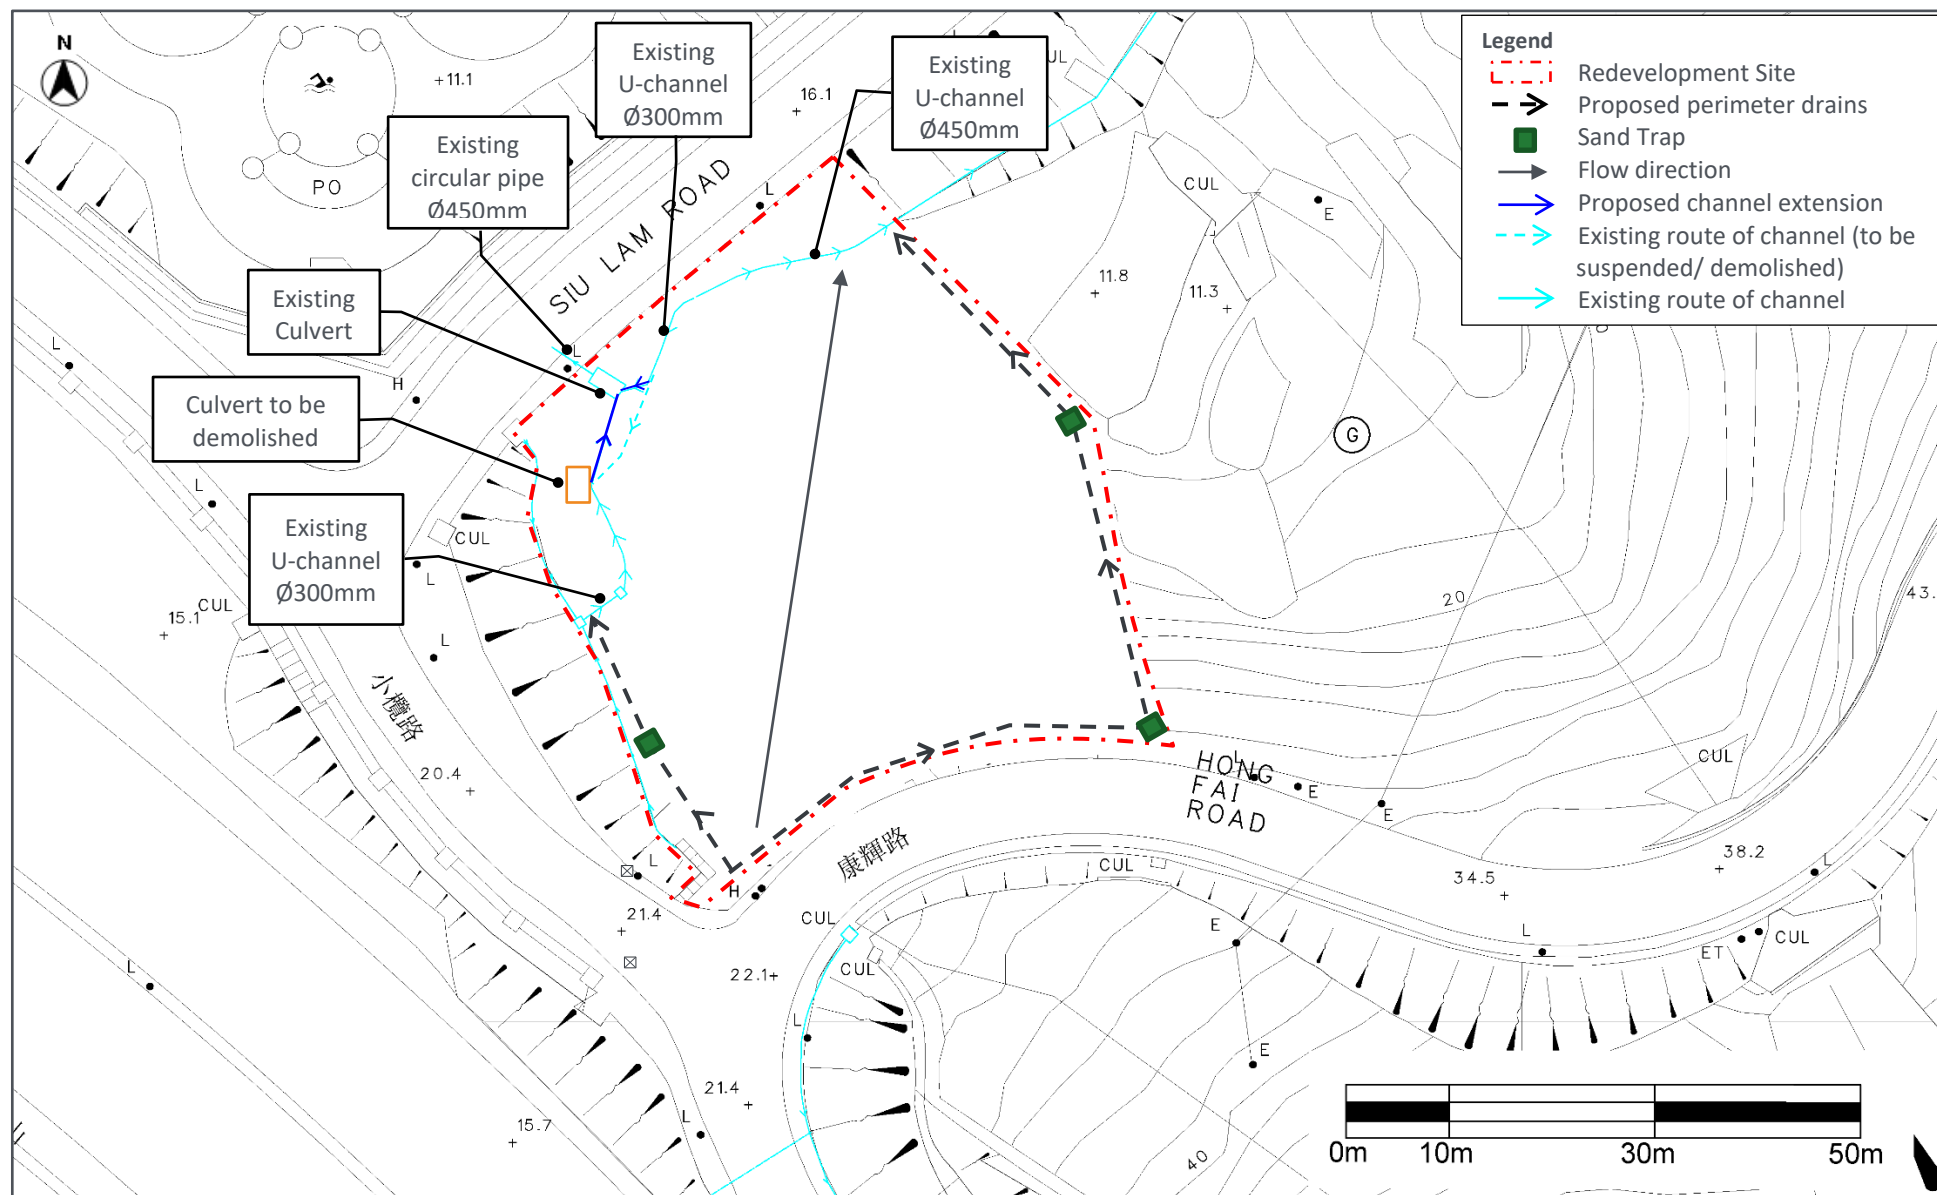 N
+11.1
PO
Existing
U-channel
Ø300mm
Existing
U-channel
Ø450mm
16.1
+
L
UL
Existing
circular pipe
Ø450mm
SIU LAM ROAD
L
Existing
Culvert
L
L
H
Culvert to be
demolished
L
CUL
L
Existing
U-channel
Ø300mm
CUL
15.1
+
L
小欖路
20.4
+
L
H
21.4
+
康輝路
HONG
FAI
ROAD
L
E
E
CUL
E
11.8
+
11.3
+
G
20
43.
CUL
38.2
+
L
34.5
+
CUL
CUL
CUL
22.1+
L
E
E
L
ET
CUL
L
21.4
+
L
15.7
+
40
Legend
Redevelopment Site
Proposed perimeter drains
Sand Trap
Flow direction
Proposed channel extension
Existing route of channel (to be
suspended/ demolished)
Existing route of channel
0m 10m 30m 50m